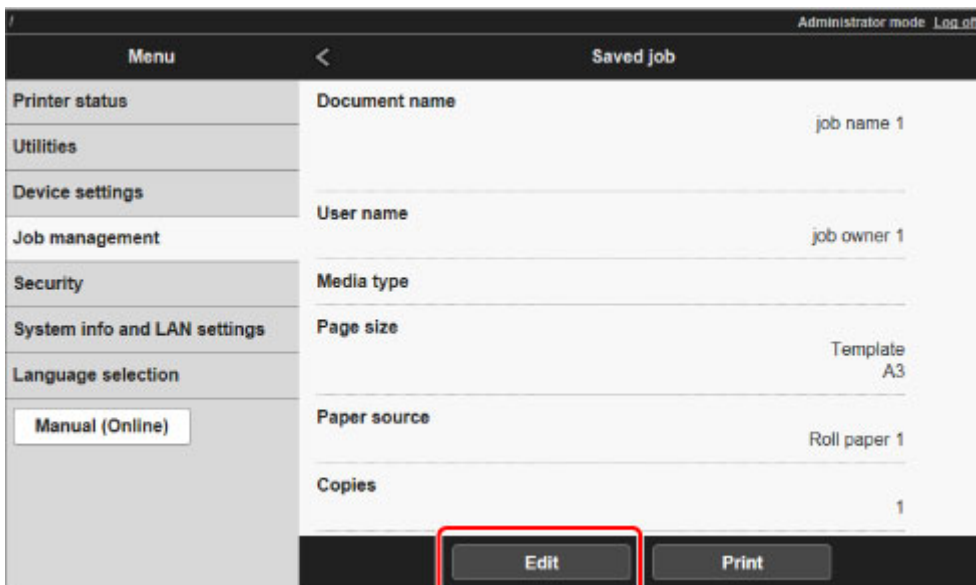 /
Administrator mode Log off
Menu
<
Saved job
Printer status
Utilities
Device settings
Job management
Security
System info and LAN settings
Language selection
Manual (Online)
Document name
job name 1
User name
job owner 1
Media type
Page size
Template
A3
Paper source
Roll paper 1
Copies
1
Edit
Print